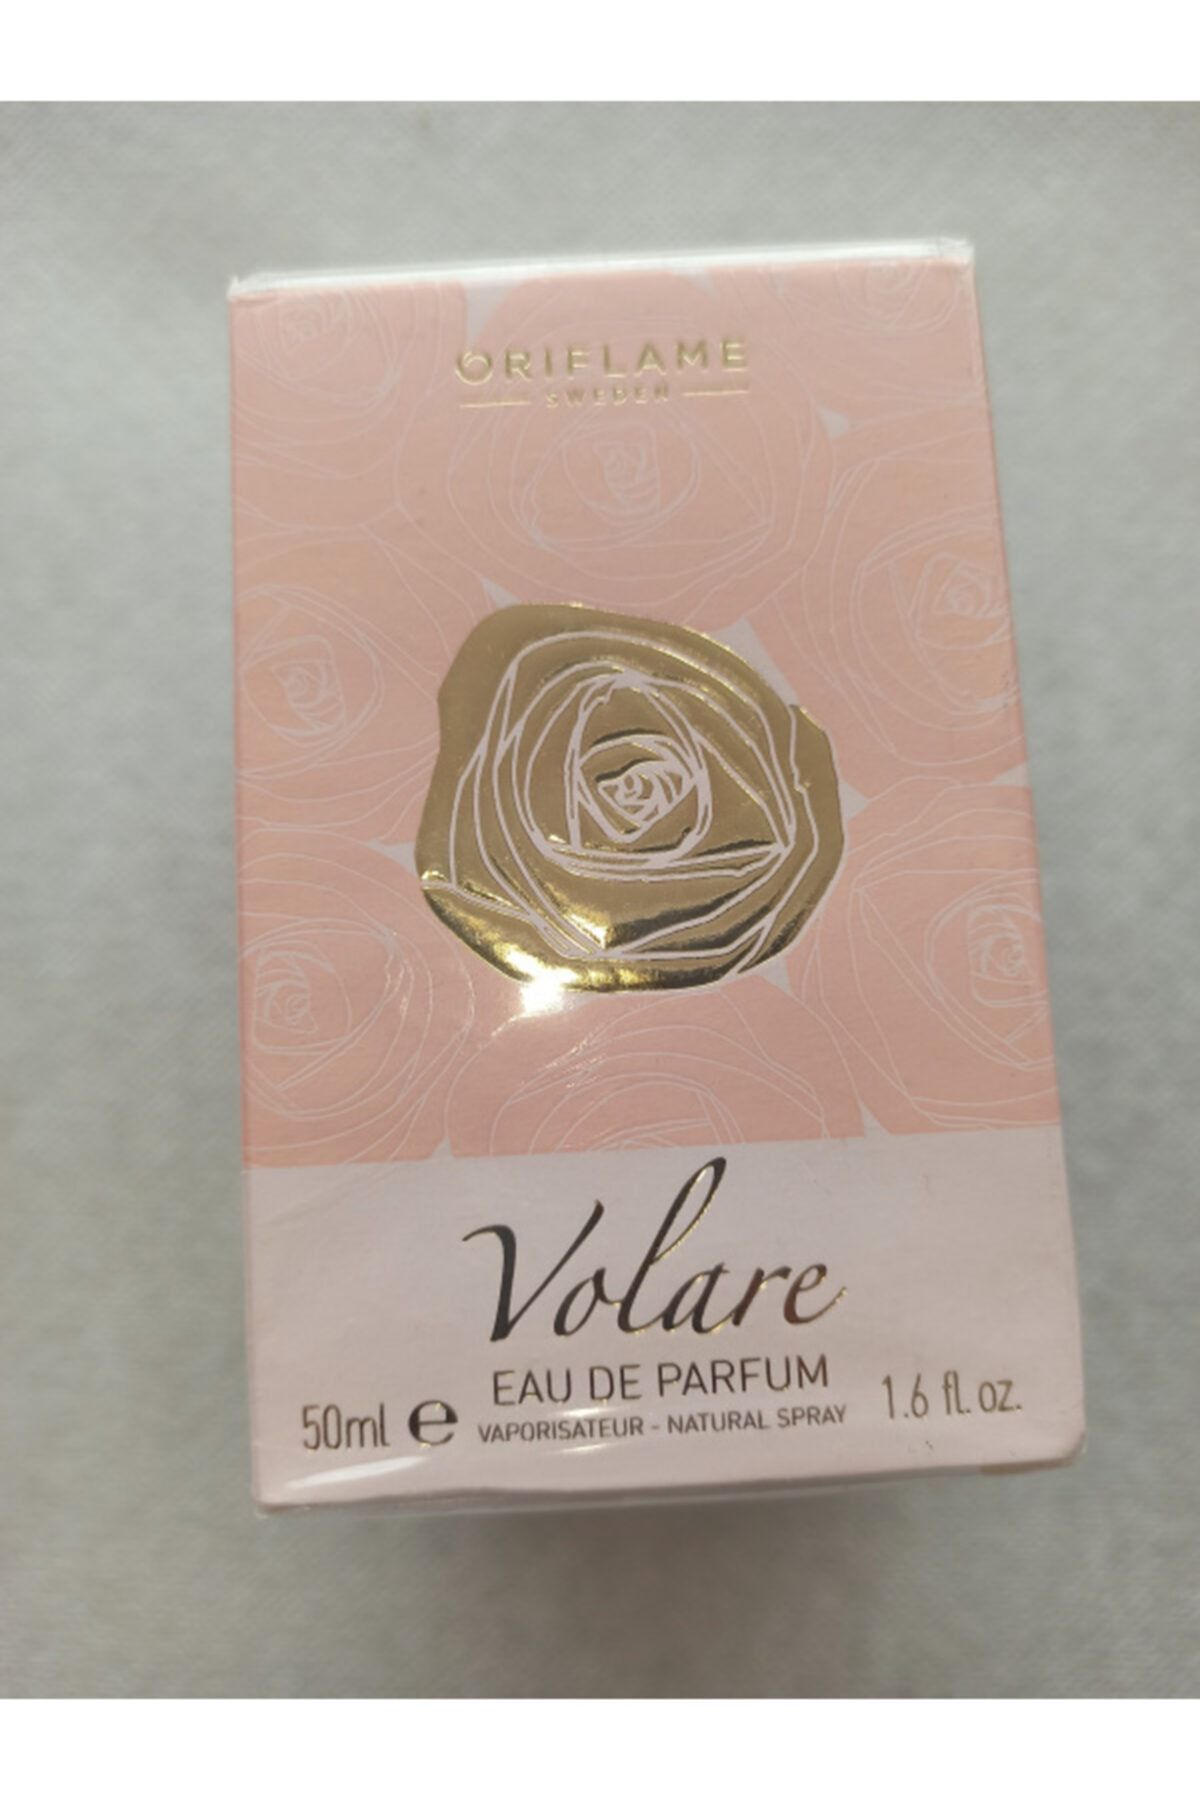 ORIFLAME
SWEDEN
Volare
EAU DE PARFUM
50ml ℮ VAPORISATEUR - NATURAL SPRAY 1.6 fl. oz.